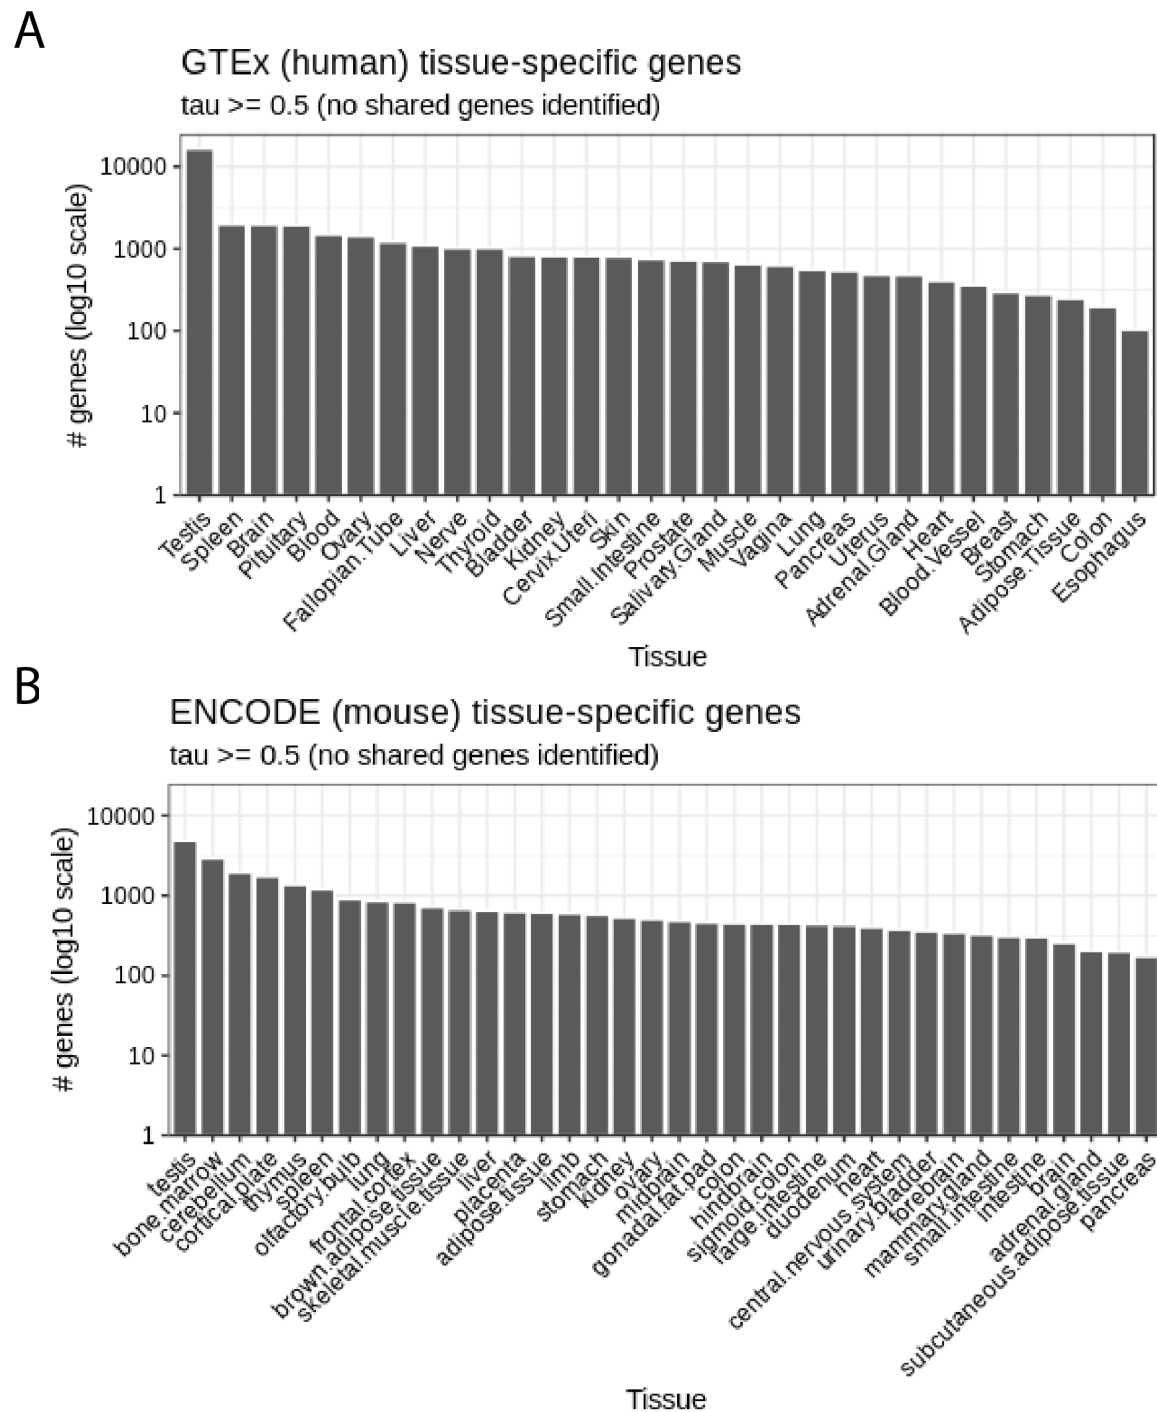 A
GTEx (human) tissue-specific genes
tau >= 0.5 (no shared genes identified)
# genes (log10 scale)
10000
1000
100
10
1
Testis
Spleen
Brain
Pituitary
Blood
Ovary
Fallopian.Tube
Liver
Nerve
Thyroid
Bladder
Kidney
Cervix.Uteri
Skin
Small.Intestine
Prostate
Salivary.Gland
Muscle
Vagina
Lung
Pancreas
Uterus
Adrenal.Gland
Heart
Blood.Vessel
Breast
Stomach
Adipose.Tissue
Colon
Esophagus
Tissue
B
ENCODE (mouse) tissue-specific genes
tau >= 0.5 (no shared genes identified)
# genes (log10 scale)
10000
1000
100
10
1
testis
bone.marrow
cerebellum
cortical.plate
thymus
spleen
olfactory.bulb
lung
frontal.cortex
brown.adipose.tissue
skeletal.muscle.tissue
liver
placenta
adipose.tissue
limb
stomach
kidney
ovary
midbrain
gonadal.fat.pad
colon
hindbrain
sigmoid.colon
large.intestine
duodenum
heart
central.nervous.system
urinary.bladder
forebrain
mammary.gland
small.intestine
intestine
brain
adrenal.gland
subcutaneous.adipose.tissue
pancreas
Tissue